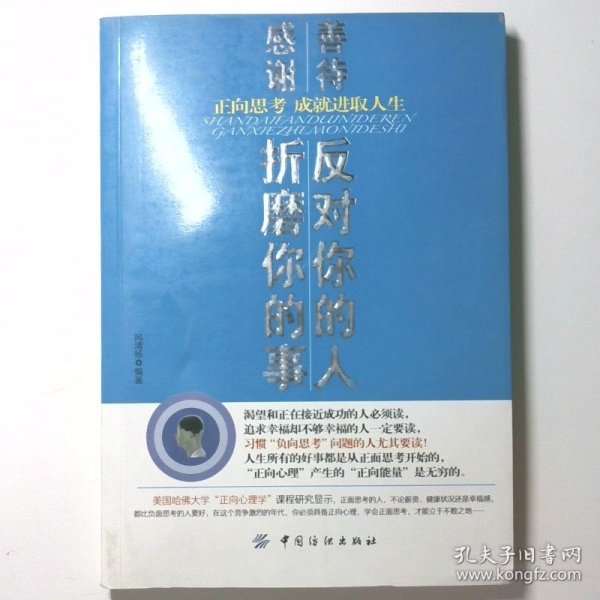 善待
反对你的人
感谢
折磨你的事
正向思考 成就进取人生
SHANDAIFANDUINIDEREN
GANXIEZHEMONIDESHI
风清扬 编著
渴望和正在接近成功的人必须读，
追求幸福却不够幸福的人一定要读，
习惯“负向思考”问题的人尤其要读！
人生所有的好事都是从正面思考开始的，
“正向心理”产生的“正向能量”是无穷的。
美国哈佛大学“正向心理学”课程研究显示，正面思考的人，不论薪资、健康状况还是幸福感，
都比负面思考的人要好，在这个竞争激烈的年代，你必须具备正向心理，学会正面思考，才能立于不败之地……
中国纺织出版社
孔夫子旧书网
www.kongfz.com